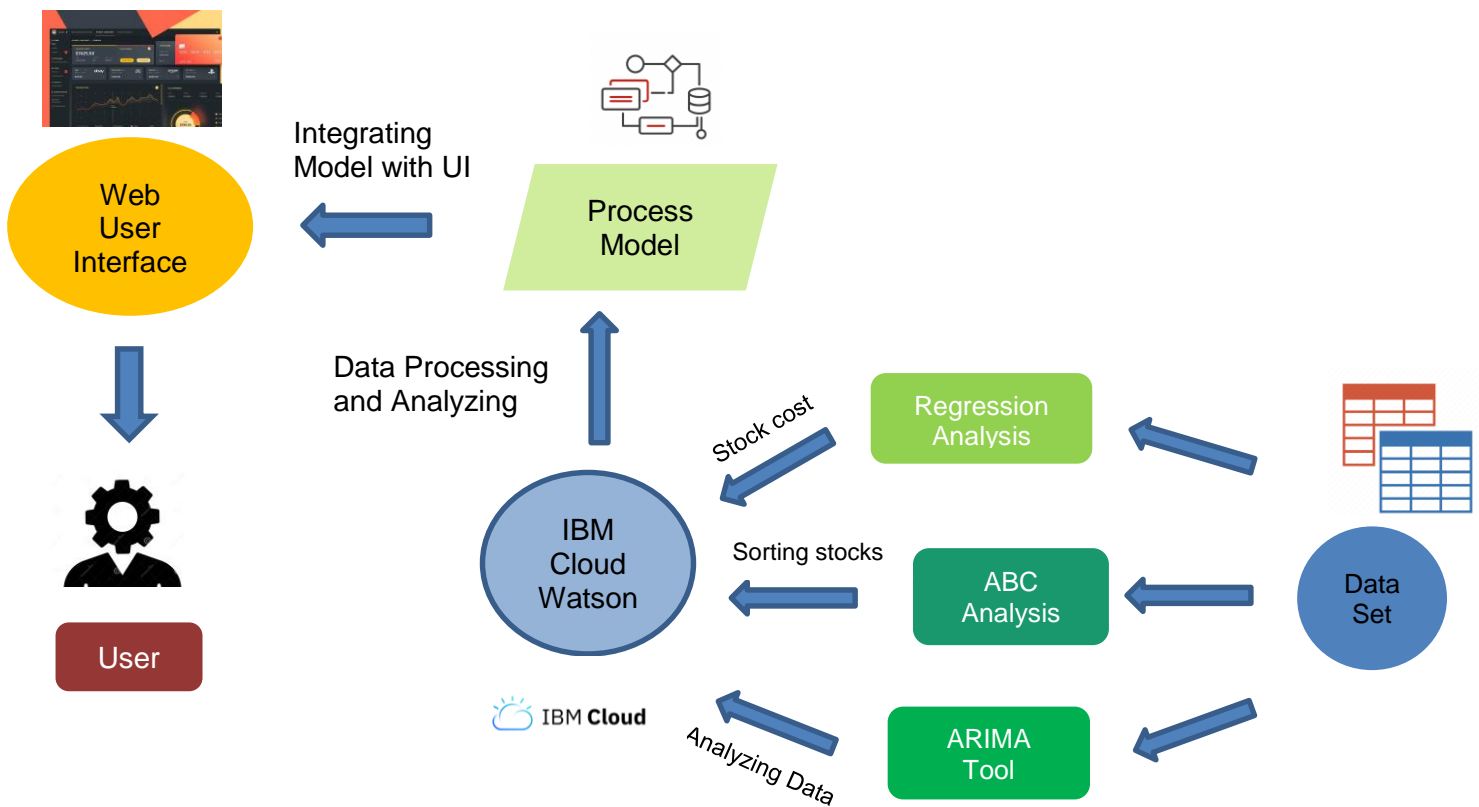 Integrating
Model with UI
Web
User
Interface
Process
Model
Data Processing
and Analyzing
Stock cost
Regression
Analysis
IBM
Cloud
Watson
Sorting stocks
ABC
Analysis
Data
Set
User
IBM Cloud
Analyzing Data
ARIMA
Tool